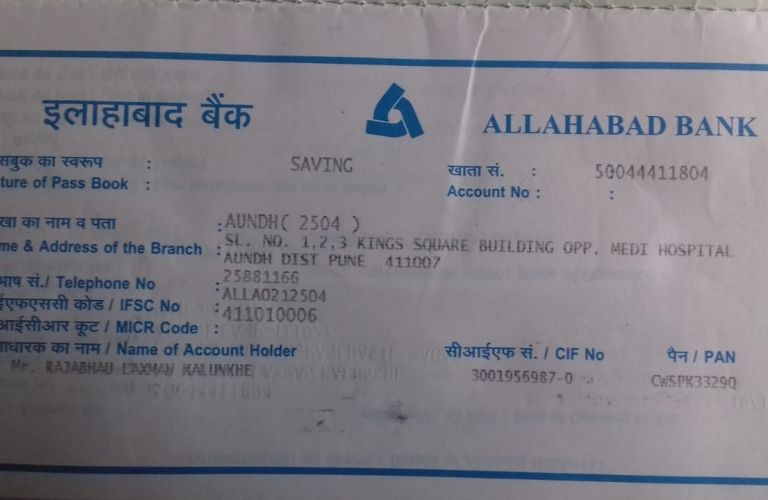 इलाहाबाद बैंक ALLAHABAD BANK
सबुक का स्वरूप : SAVING खाता सं. : 50044411804
ture of Pass Book : Account No : :
खा का नाम व पता : AUNDH( 2504 )
me & Address of the Branch : SL. NO. 1,2,3 KINGS SQUARE BUILDING OPP, MEDI HOSPITAL
AUNDH DIST PUNE 411007
भाष सं./ Telephone No : 25881166
ईएफएससी कोड / IFSC No : ALLA0212504
आईसीआर कूट / MICR Code : 411010006
ाधारक का नाम / Name of Account Holder सीआईएफ सं. / CIF No पैन / PAN
Mr. RAJABHAU LAXMAN KALUNKHE 3001956987-0 CWSPK3329Q